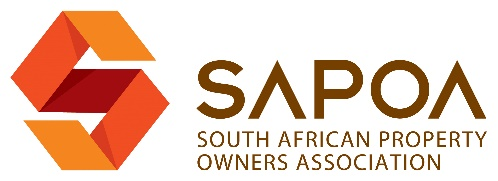 SAPOA
SOUTH AFRICAN PROPERTY
OWNERS ASSOCIATION